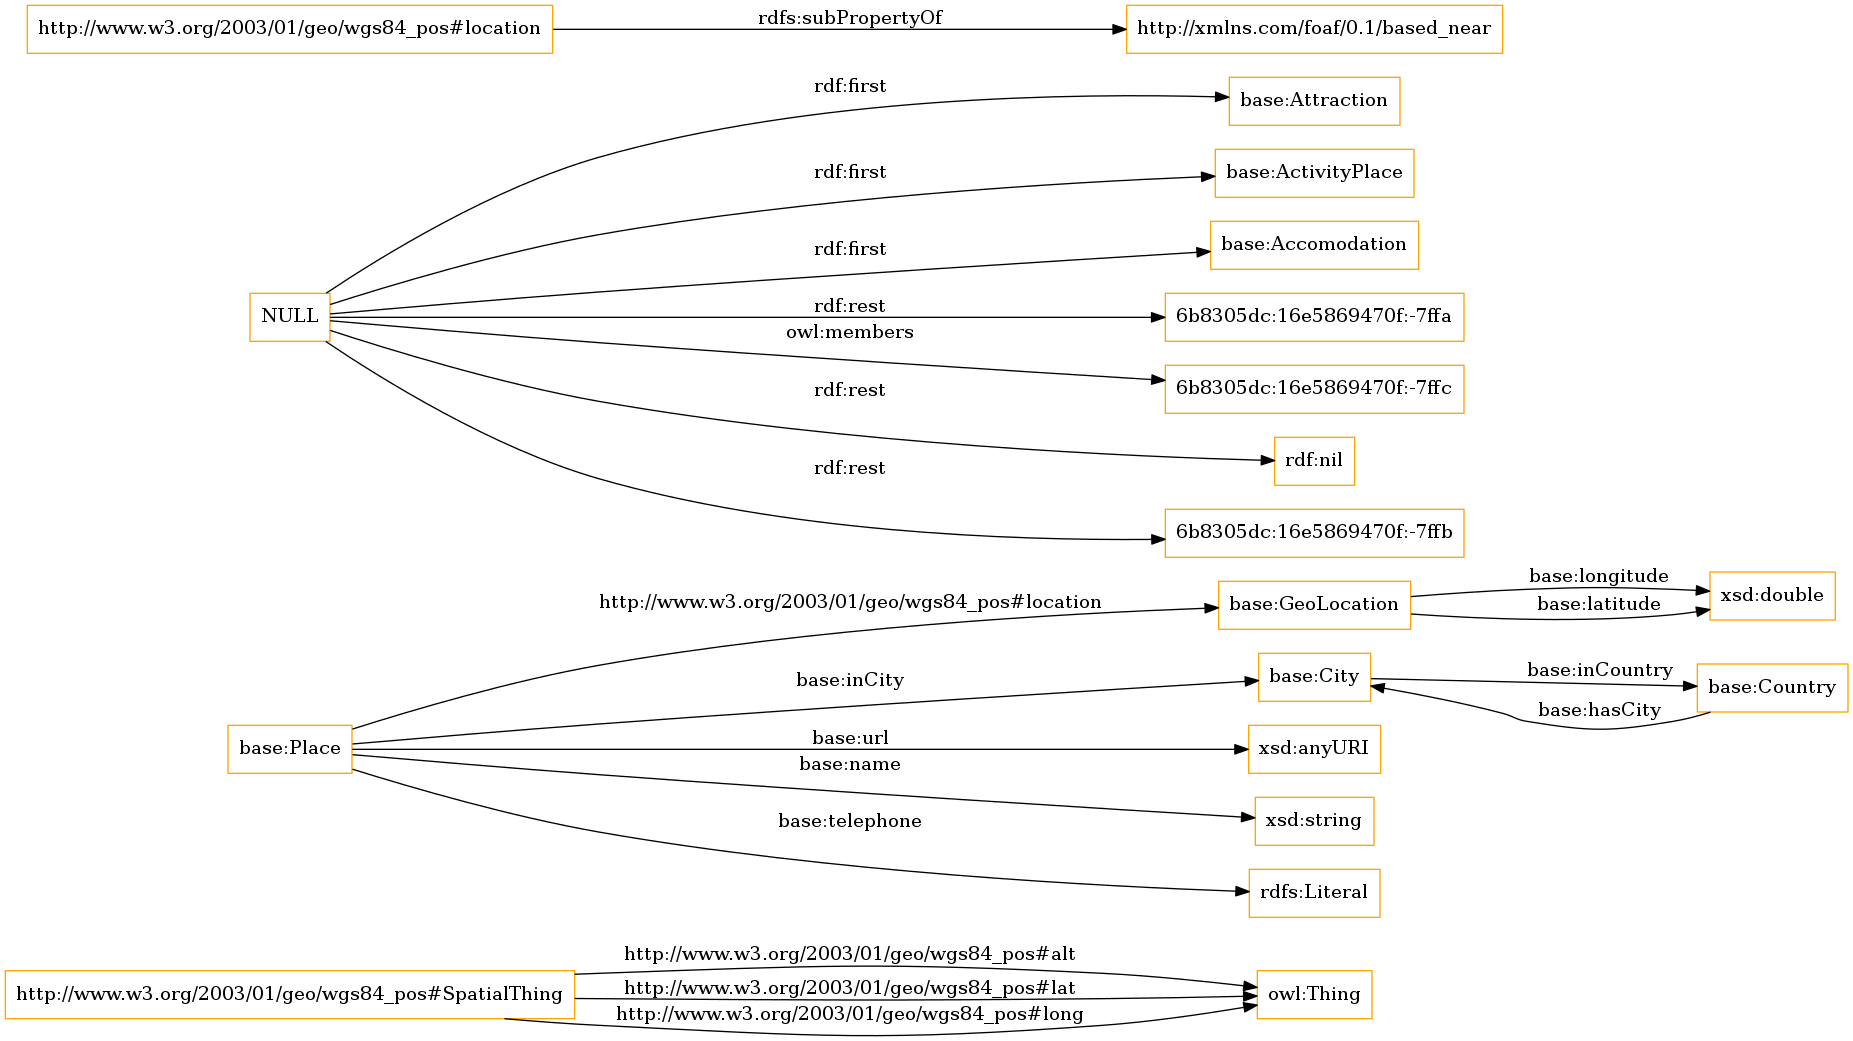 http://www.w3.org/2003/01/geo/wgs84_pos#location
rdfs:subPropertyOf
http://xmlns.com/foaf/0.1/based_near
rdf:first
base:Attraction
rdf:first
base:ActivityPlace
rdf:first
base:Accomodation
NULL
rdf:rest
6b8305dc:16e5869470f:-7ffa
owl:members
6b8305dc:16e5869470f:-7ffc
rdf:rest
rdf:nil
rdf:rest
6b8305dc:16e5869470f:-7ffb
http://www.w3.org/2003/01/geo/wgs84_pos#location
base:GeoLocation
base:longitude
base:latitude
xsd:double
base:inCity
base:City
base:inCountry
base:Country
base:hasCity
base:Place
base:url
xsd:anyURI
base:name
xsd:string
base:telephone
rdfs:Literal
http://www.w3.org/2003/01/geo/wgs84_pos#SpatialThing
http://www.w3.org/2003/01/geo/wgs84_pos#alt
http://www.w3.org/2003/01/geo/wgs84_pos#lat
http://www.w3.org/2003/01/geo/wgs84_pos#long
owl:Thing